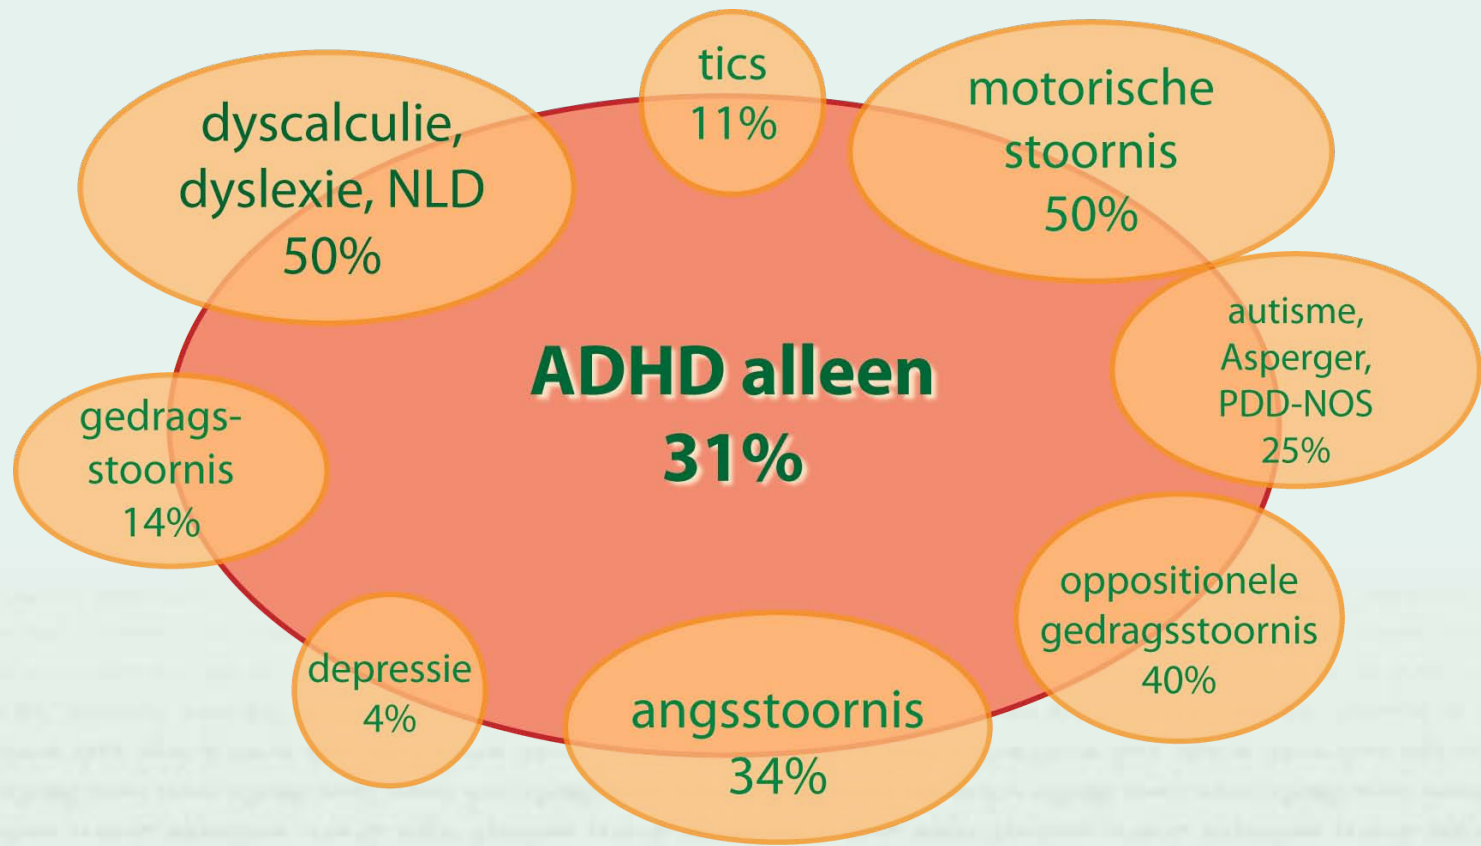 tics
11%
motorische
stoornis
50%
dyscalculie,
dyslexie, NLD
50%
autisme,
Asperger,
PDD-NOS
25%
ADHD alleen
31%
gedrags-
stoornis
14%
oppositionele
gedragsstoornis
40%
depressie
4%
angsstoornis
34%